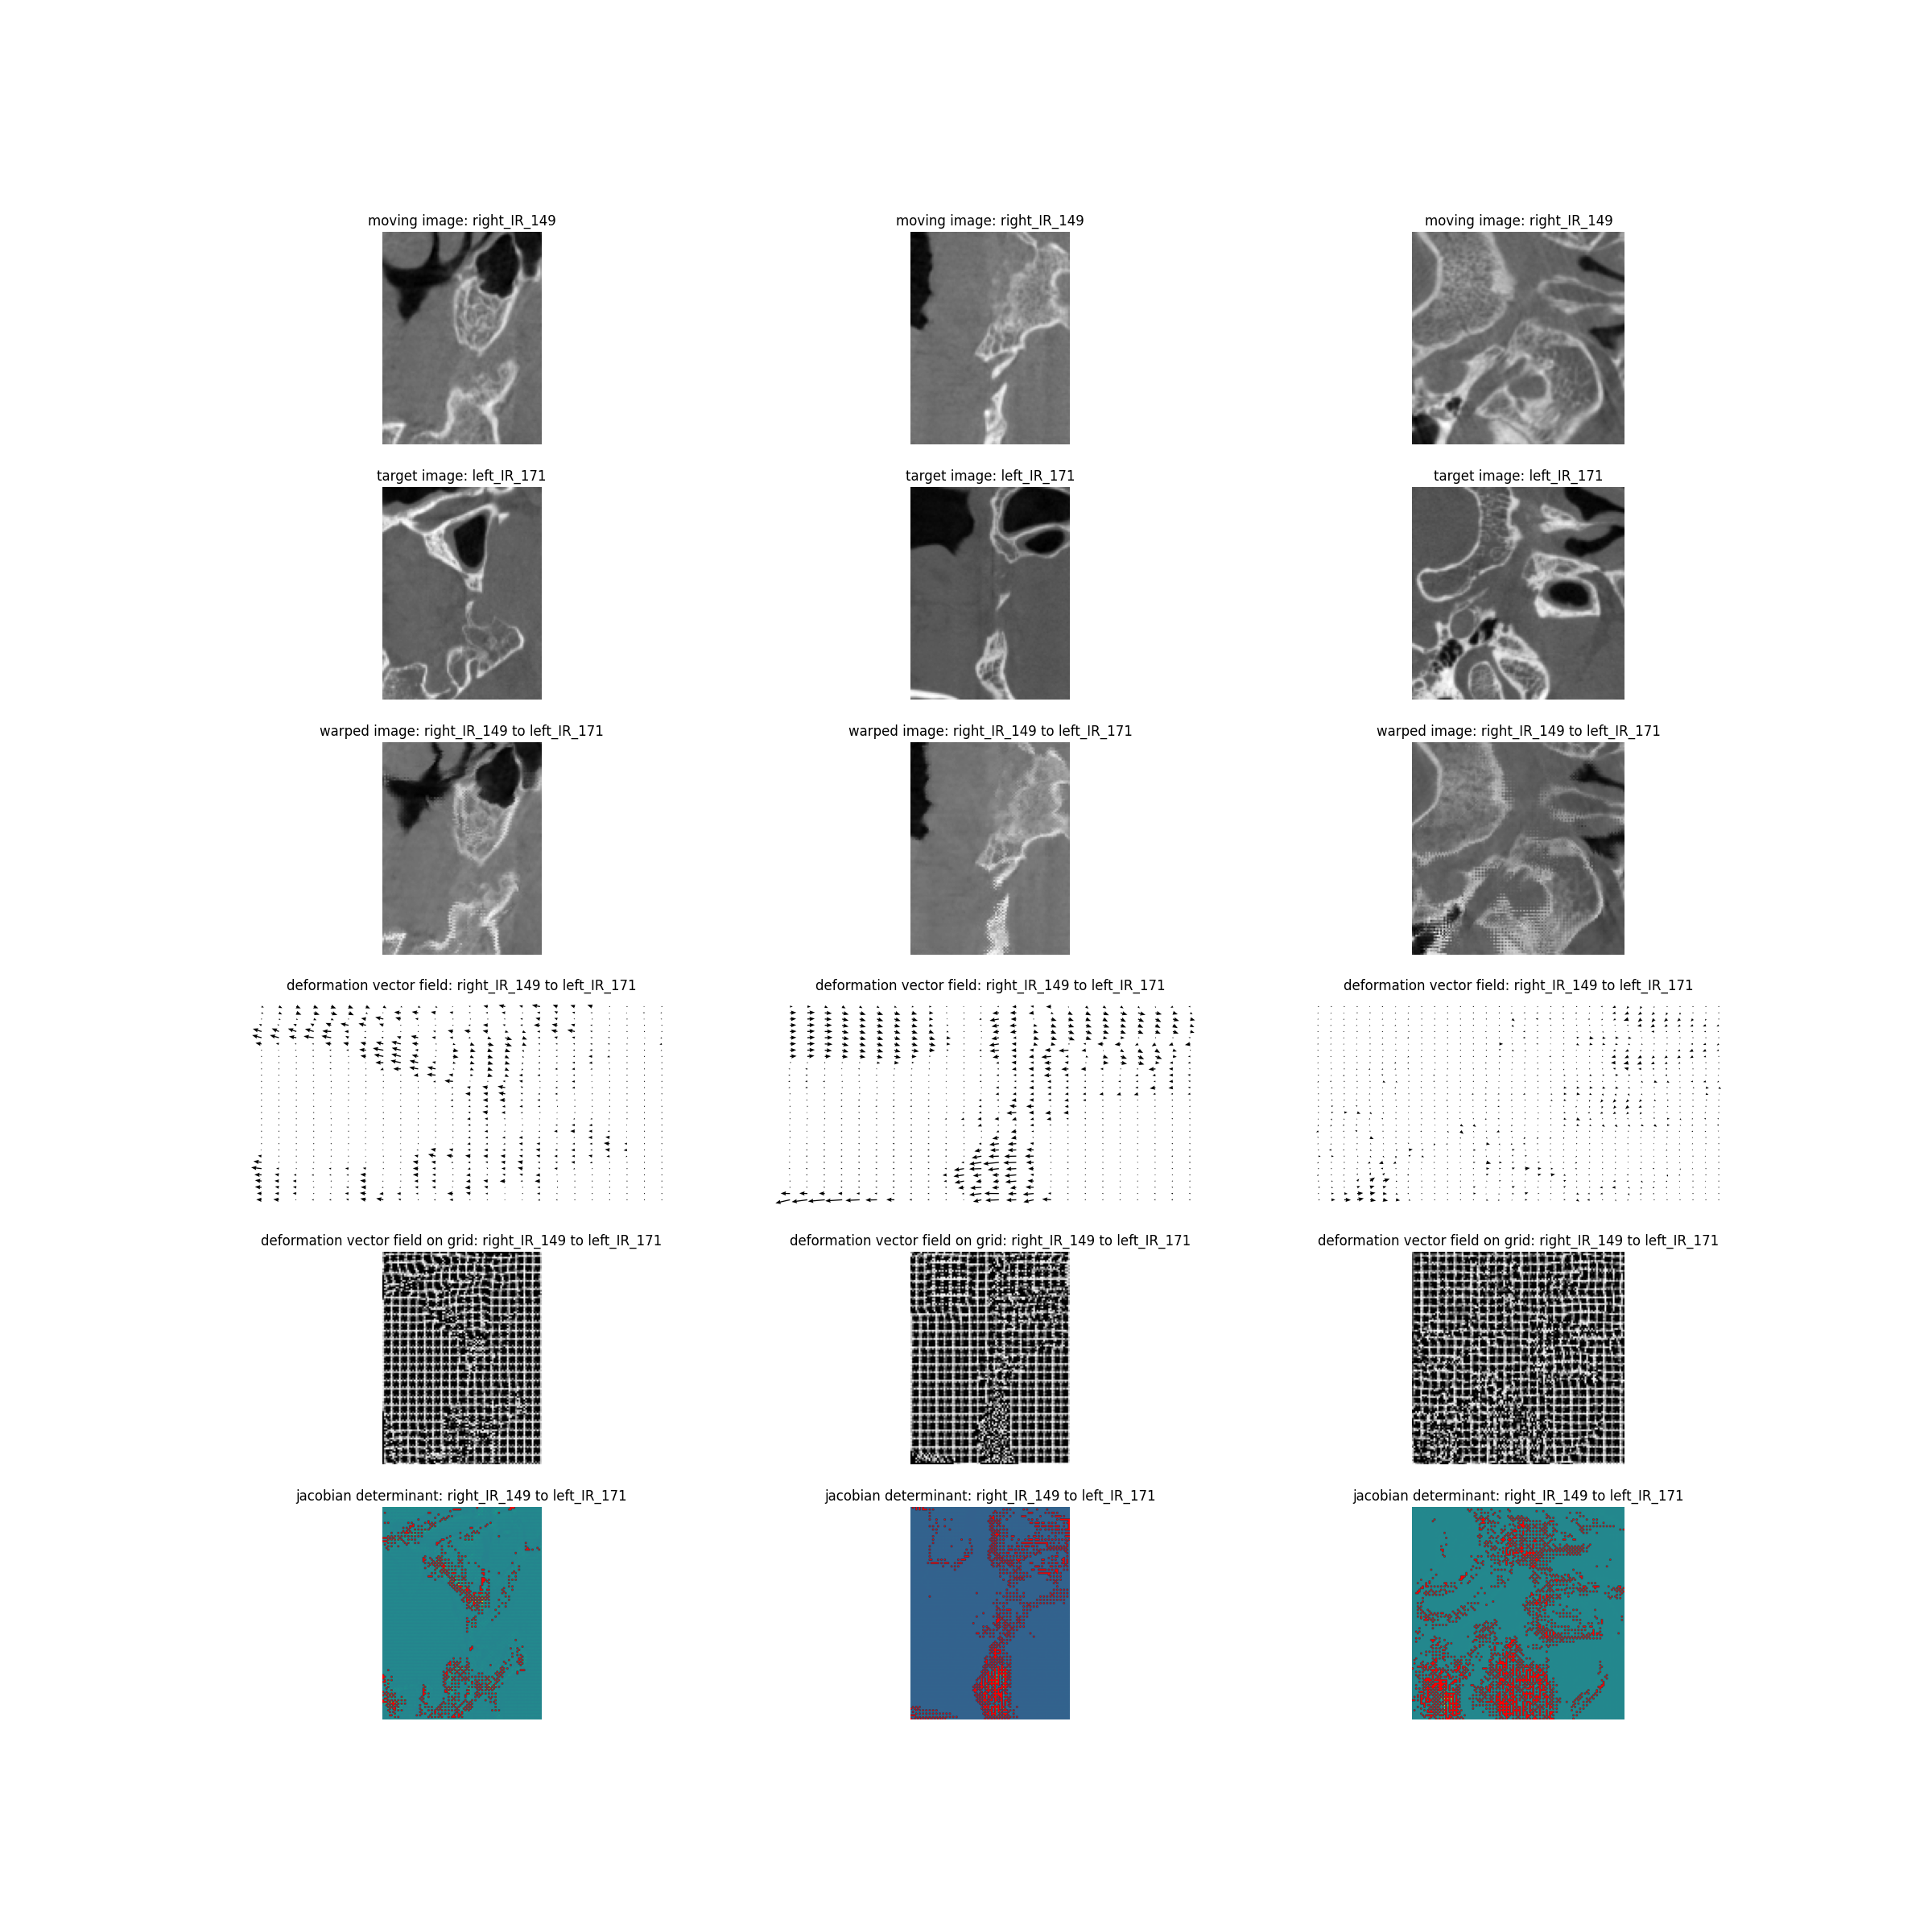 moving image: right_IR_149
moving image: right_IR_149
moving image: right_IR_149
target image: left_IR_171
target image: left_IR_171
target image: left_IR_171
warped image: right_IR_149 to left_IR_171
warped image: right_IR_149 to left_IR_171
warped image: right_IR_149 to left_IR_171
deformation vector field: right_IR_149 to left_IR_171
deformation vector field: right_IR_149 to left_IR_171
deformation vector field: right_IR_149 to left_IR_171
deformation vector field on grid: right_IR_149 to left_IR_171
deformation vector field on grid: right_IR_149 to left_IR_171
deformation vector field on grid: right_IR_149 to left_IR_171
jacobian determinant: right_IR_149 to left_IR_171
jacobian determinant: right_IR_149 to left_IR_171
jacobian determinant: right_IR_149 to left_IR_171